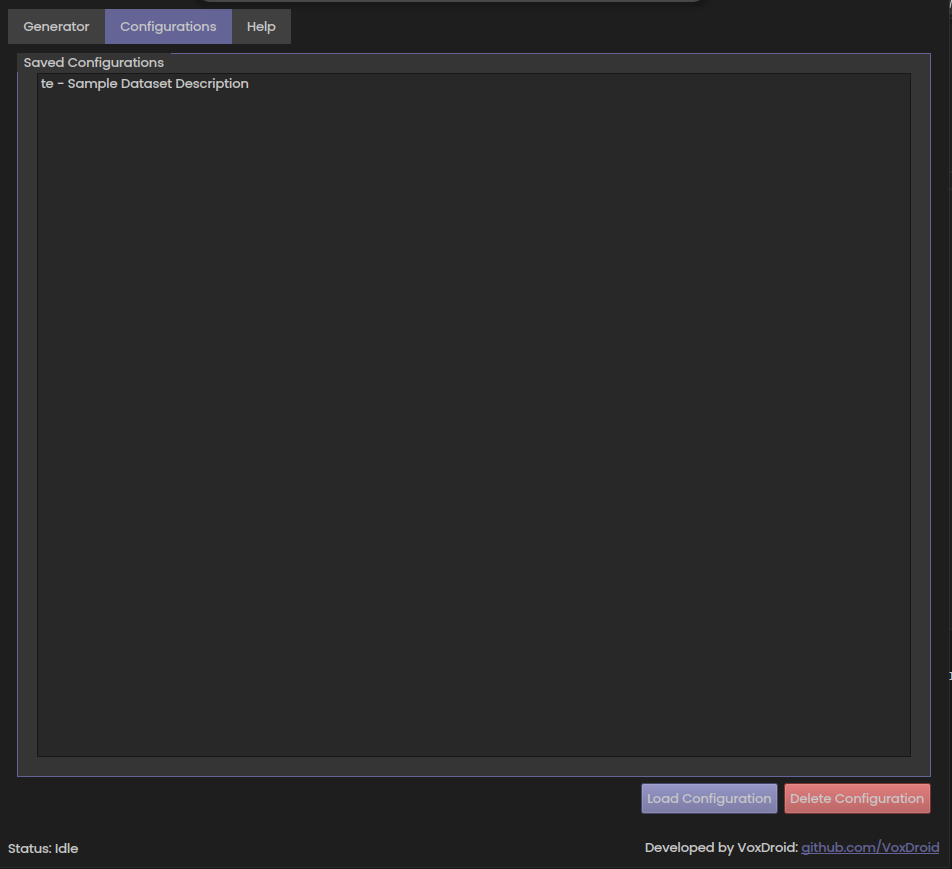 Generator Configurations Help
Saved Configurations
te - Sample Dataset Description
Load Configuration Delete Configuration
Status: Idle
Developed by VoxDroid: github.com/VoxDroid